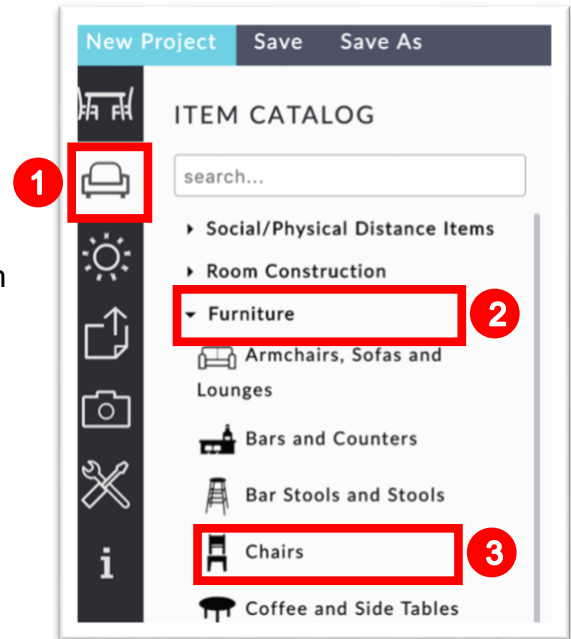 New Project Save Save As
ITEM CATALOG
1
search...
Social/Physical Distance Items
n
Room Construction
Furniture
2
Armchairs, Sofas and
Lounges
Bars and Counters
Bar Stools and Stools
Chairs
3
i
Coffee and Side Tables